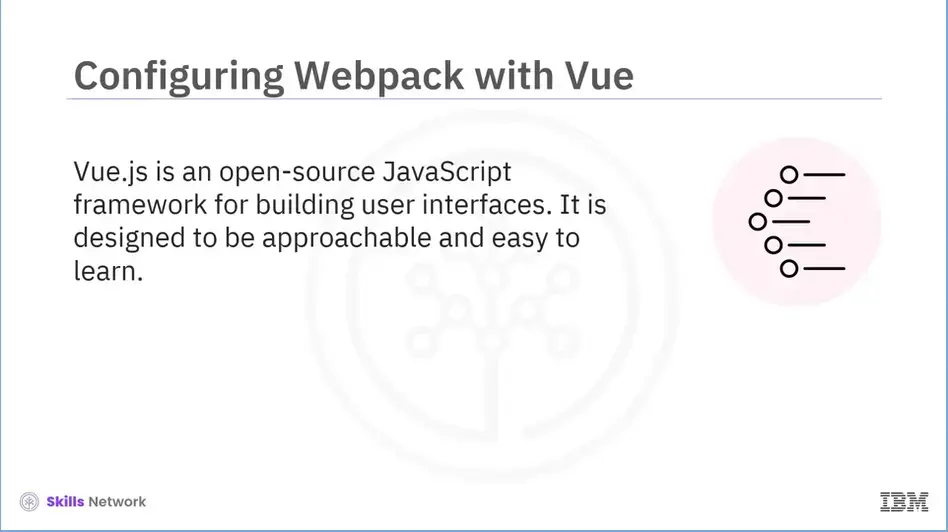 Configuring Webpack with Vue
Vue.js is an open-source JavaScript
framework for building user interfaces. It is
designed to be approachable and easy to
learn.
Skills Network
IBM